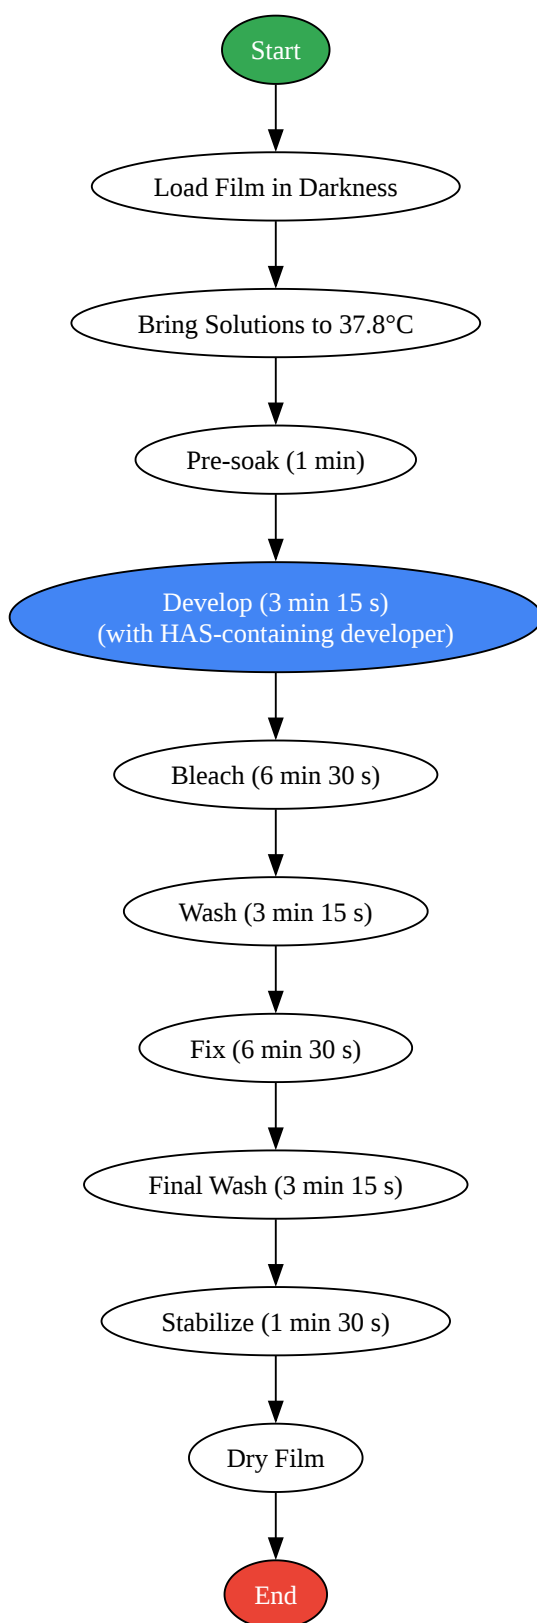 Start
Load Film in Darkness
Bring Solutions to 37.8°C
Pre-soak (1 min)
Develop (3 min 15 s)
(with HAS-containing developer)
Bleach (6 min 30 s)
Wash (3 min 15 s)
Fix (6 min 30 s)
Final Wash (3 min 15 s)
Stabilize (1 min 30 s)
Dry Film
End